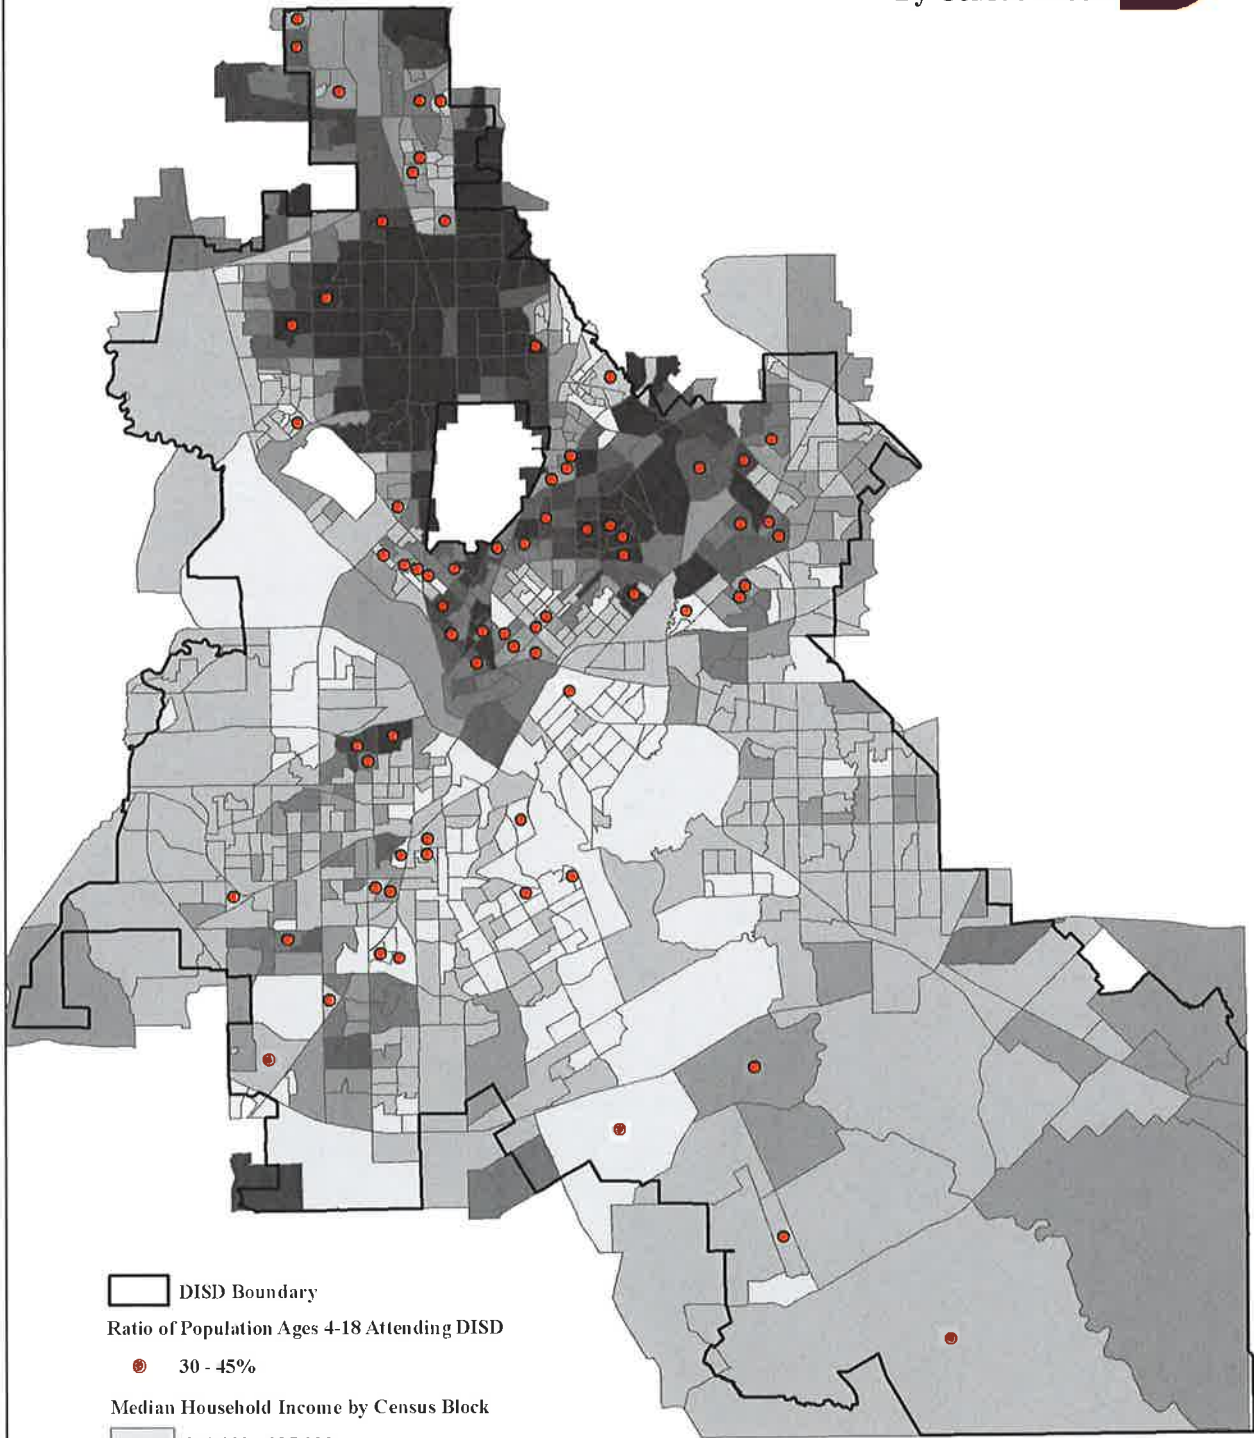 DISD Boundary
Ratio of Population Ages 4-18 Attending DISD
30 - 45%
Median Household Income by Census Block